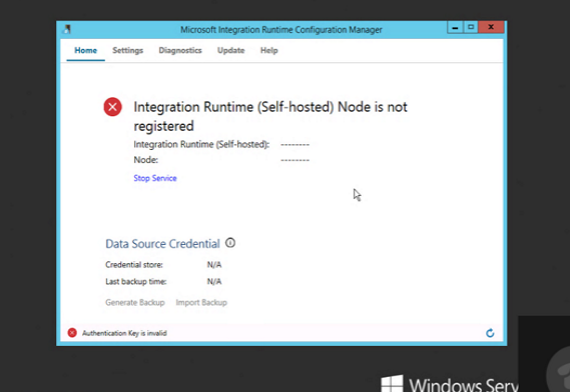 Microsoft Integration Runtime Configuration Manager
Home Settings Diagnostics Update Help
Integration Runtime (Self-hosted) Node is not
registered
Integration Runtime (Self-hosted): --------
Node: --------
Stop Service
Data Source Credential
Credential store: N/A
Last backup time: N/A
Generate Backup Import Backup
Authentication Key is invalid
Windows Serv